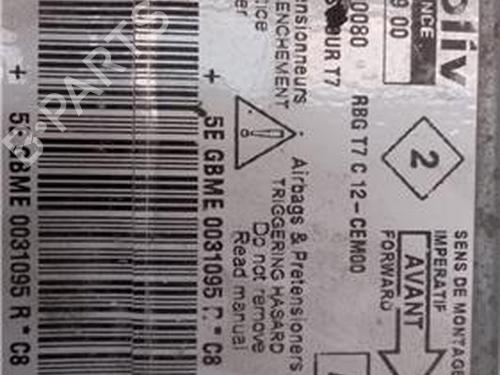 oliv
NCE
9 00
0080
UR T7
RBG T7 C 12-CEM00
2
SENS DE MONTAGE
IMPERATIF
AVANT
FORWARD
ensionneurs
ENCHEMENT
ice
er
Airbags & Pretensioners
TRIGGERING HASARD
Do not remove
Read manual
+ 5E GBME 0031095 * C8
+ 5E GBME 0031095 R * C8
B-PARTS